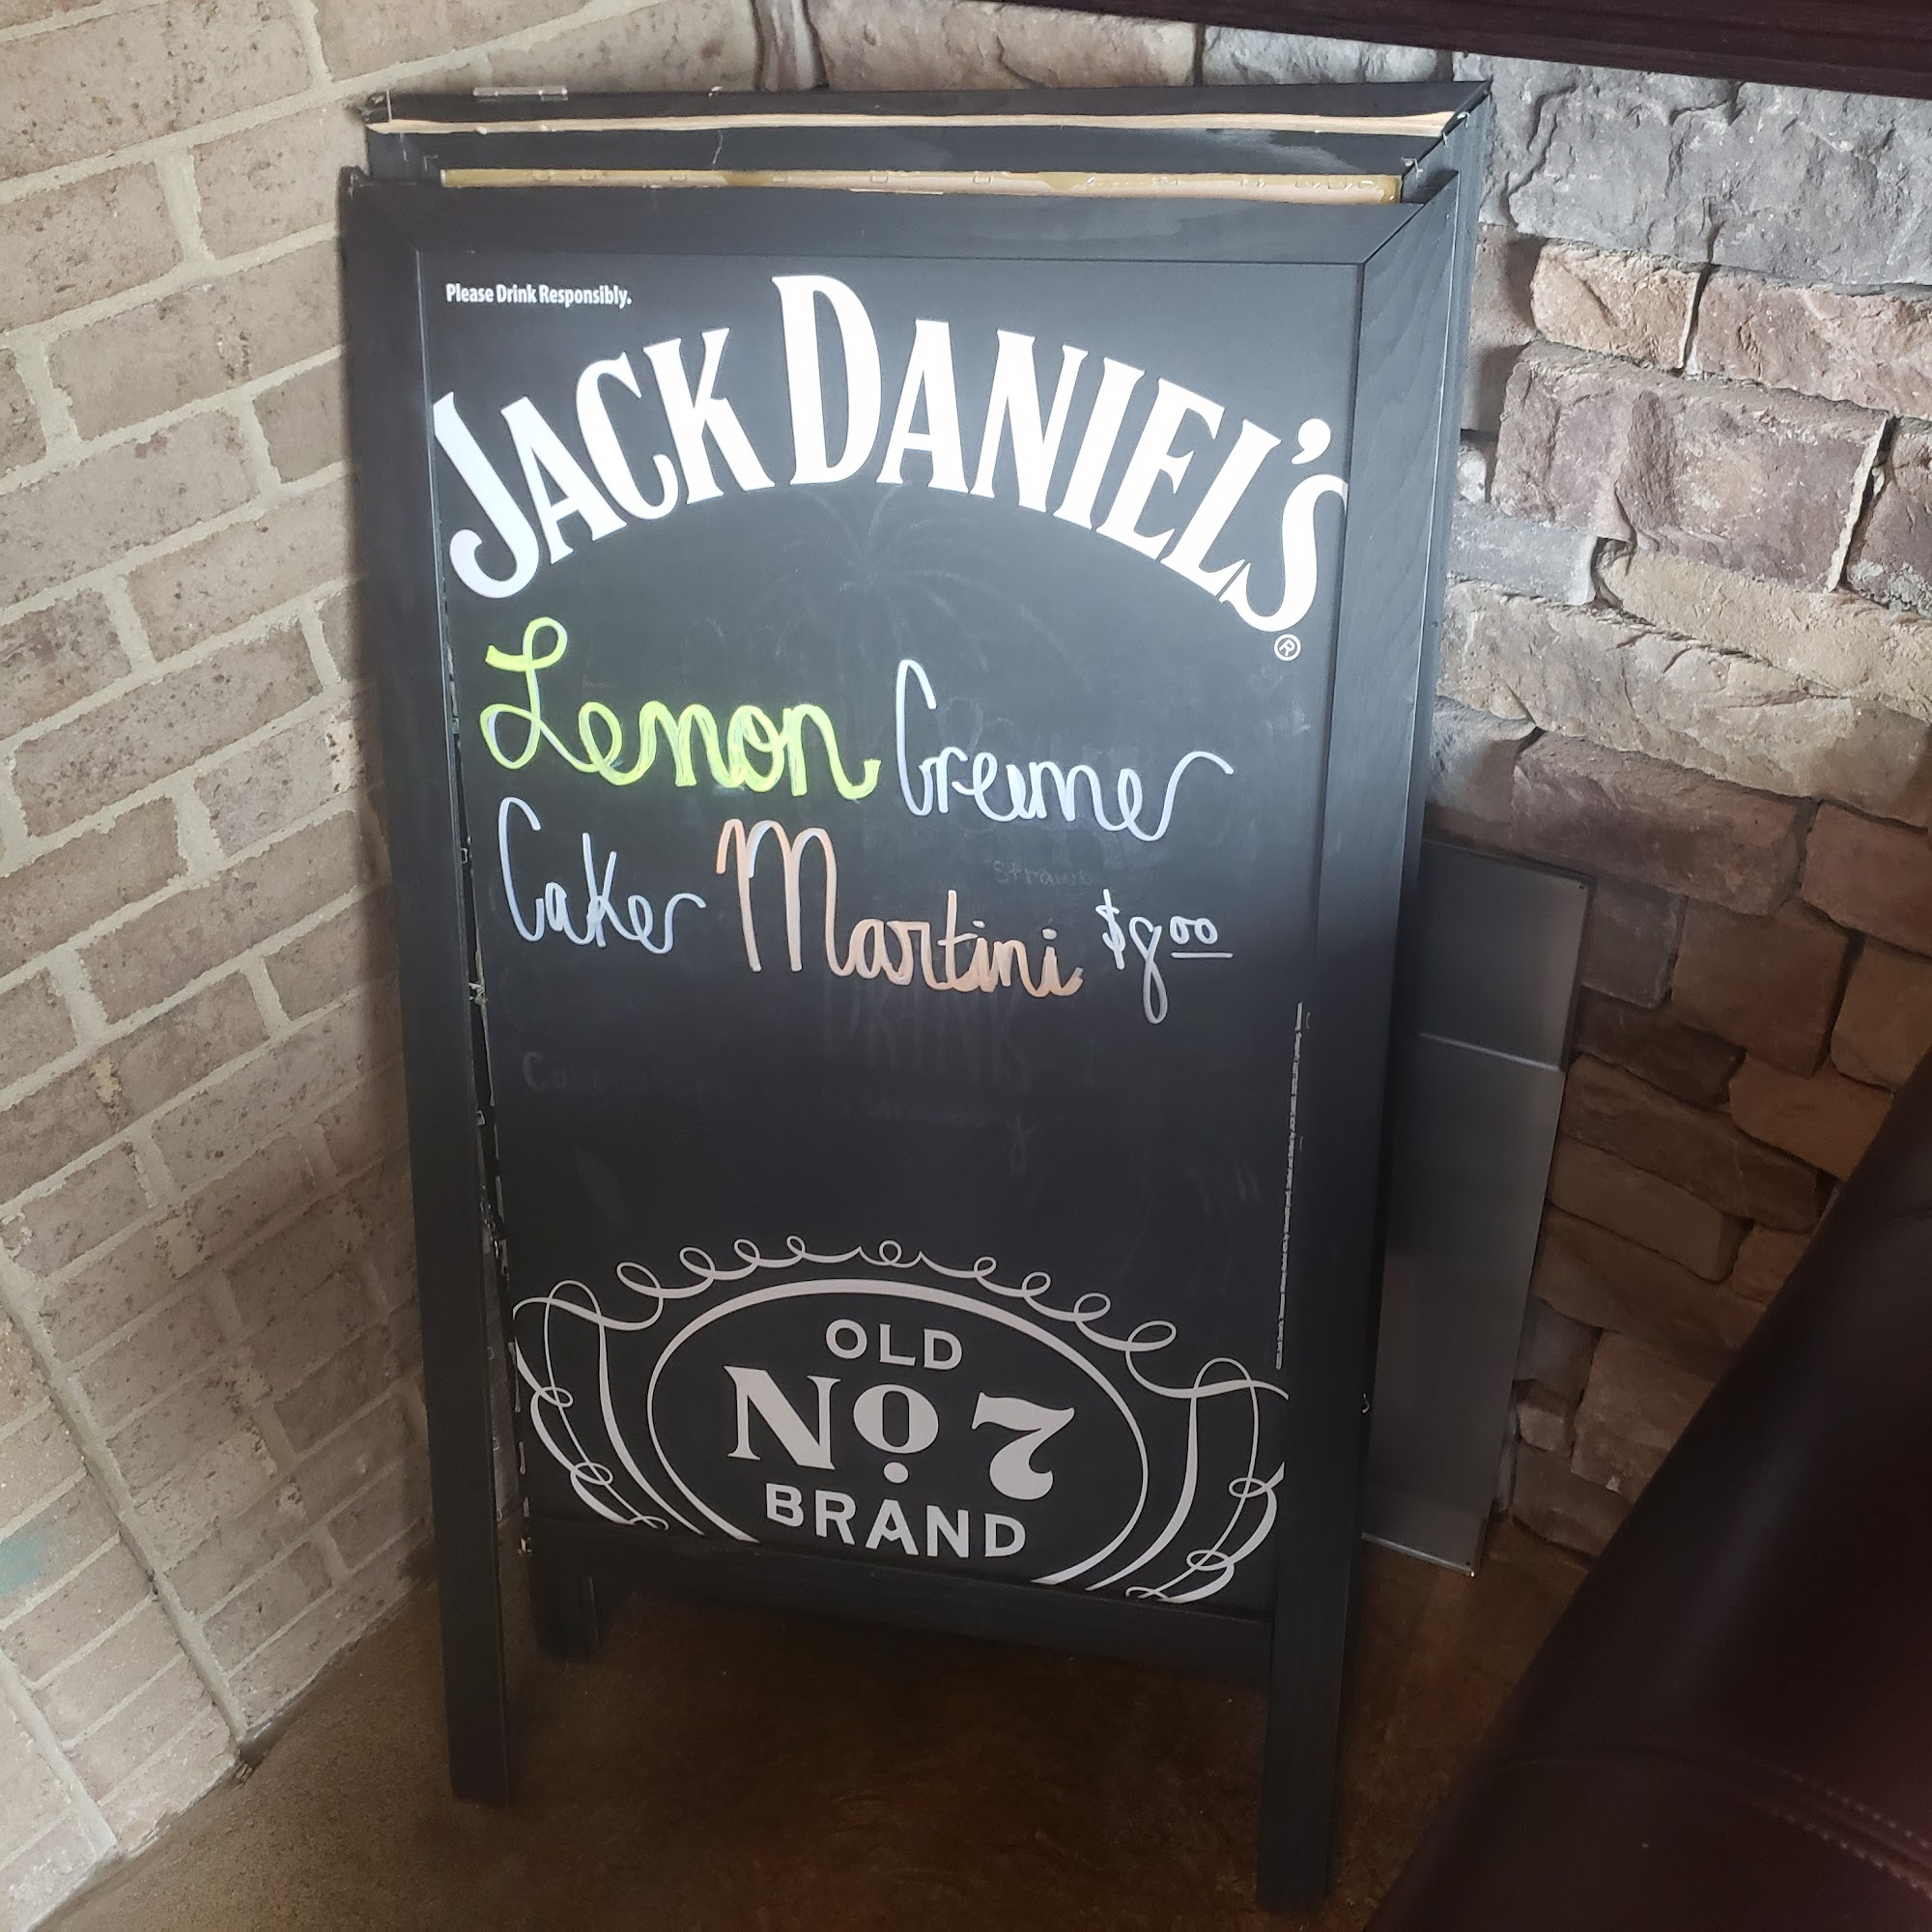 Please Drink Responsibly.
JACK DANIEL'S®
Lemon Creme
Cake Martini $8.00
OLD
No. 7
BRAND